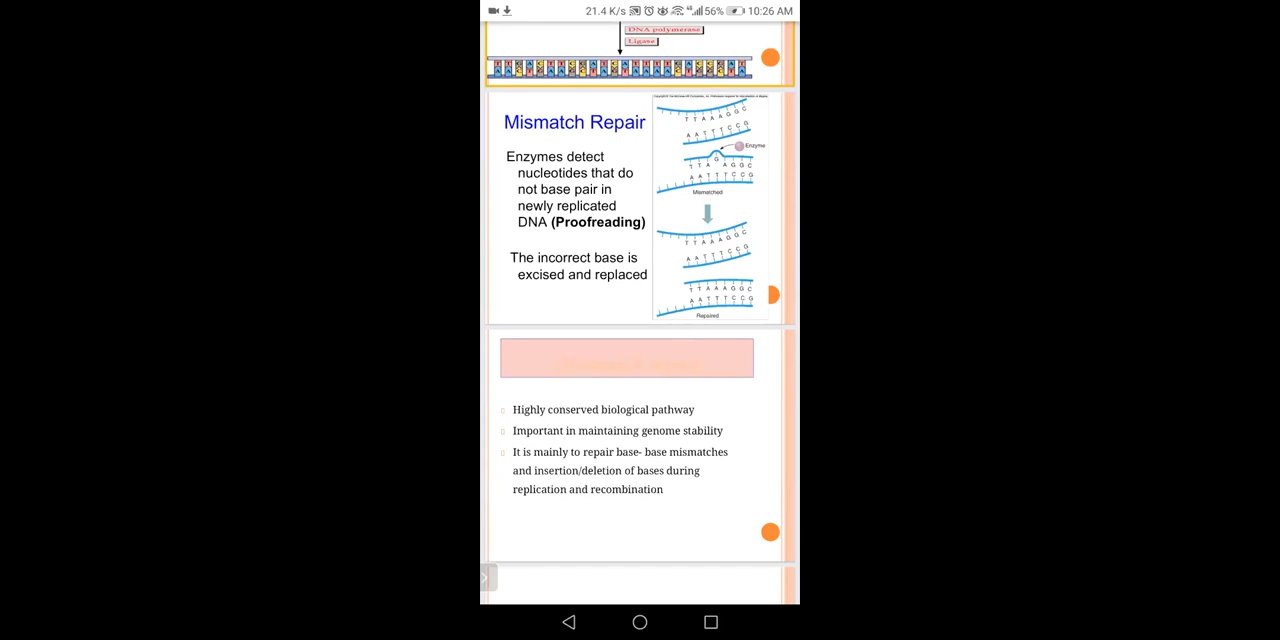 21.4 K/s 56% 10:26 AM
DNA polymerase
Ligase
Mismatch Repair
Enzymes detect
nucleotides that do
not base pair in
newly replicated
DNA (Proofreading)
The incorrect base is
excised and replaced
T T A A A G G C
A A T T T C C G
Enzyme
G
T T A A G G C
A A T T T C C G
Mismatched
T T A A A G G C
A A T T T C C G
T T A A A G G C
A A T T T C C G
Repaired
Highly conserved biological pathway
Important in maintaining genome stability
It is mainly to repair base- base mismatches
and insertion/deletion of bases during
replication and recombination